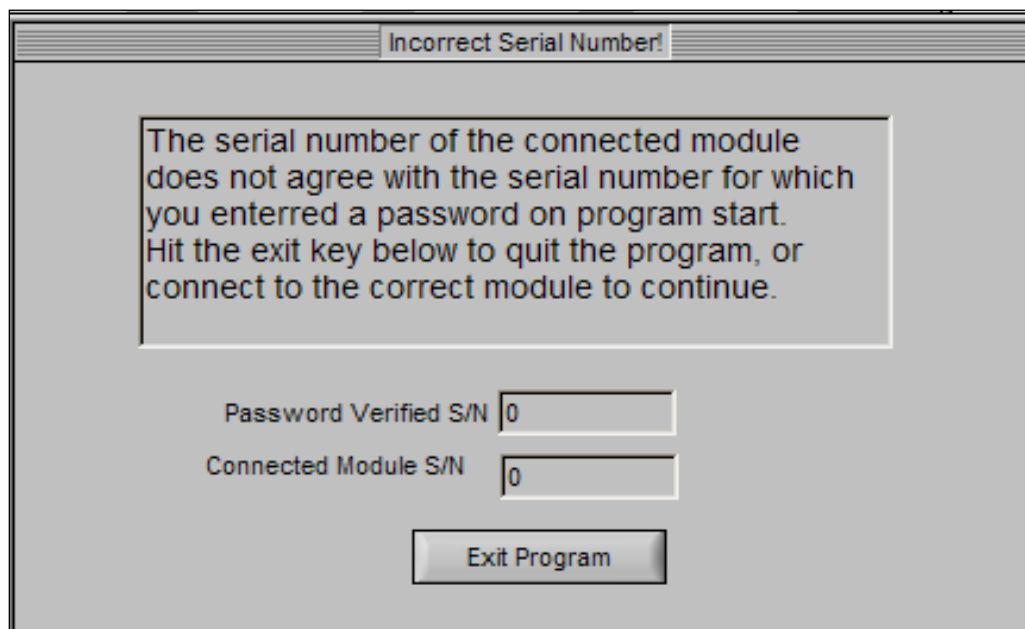 Incorrect Serial Number!
The serial number of the connected module
does not agree with the serial number for which
you enterred a password on program start.
Hit the exit key below to quit the program, or
connect to the correct module to continue.
Password Verified S/N 0
Connected Module S/N 0
Exit Program